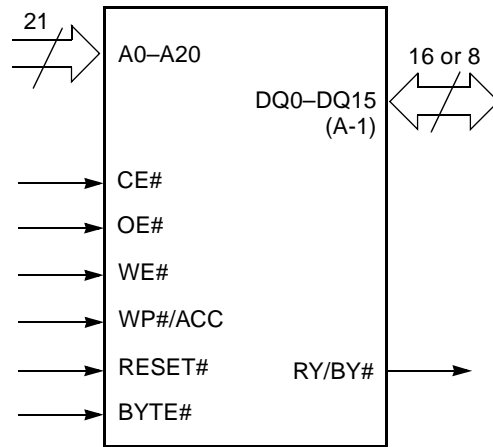 21
A0–A20
16 or 8
DQ0–DQ15
(A-1)
CE#
OE#
WE#
WP#/ACC
RESET#
RY/BY#
BYTE#